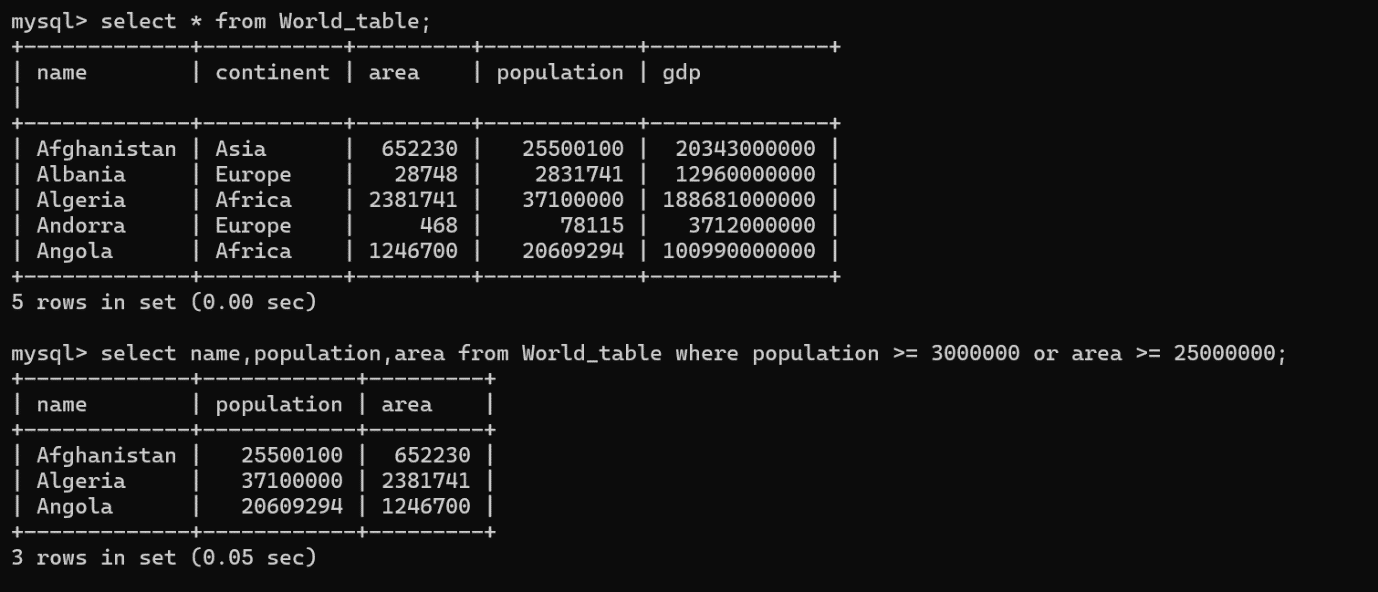 mysql> select * from World_table;
+-------------+-----------+---------+------------+--------------+
| name        | continent | area    | population | gdp
|
+-------------+-----------+---------+------------+--------------+
| Afghanistan | Asia      |  652230 |   25500100 |  20343000000 |
| Albania     | Europe    |   28748 |    2831741 |  12960000000 |
| Algeria     | Africa    | 2381741 |   37100000 | 188681000000 |
| Andorra     | Europe    |     468 |      78115 |   3712000000 |
| Angola      | Africa    | 1246700 |   20609294 | 100990000000 |
+-------------+-----------+---------+------------+--------------+
5 rows in set (0.00 sec)

mysql> select name,population,area from World_table where population >= 3000000 or area >= 25000000;
+-------------+------------+---------+
| name        | population | area    |
+-------------+------------+---------+
| Afghanistan |   25500100 |  652230 |
| Algeria     |   37100000 | 2381741 |
| Angola      |   20609294 | 1246700 |
+-------------+------------+---------+
3 rows in set (0.05 sec)